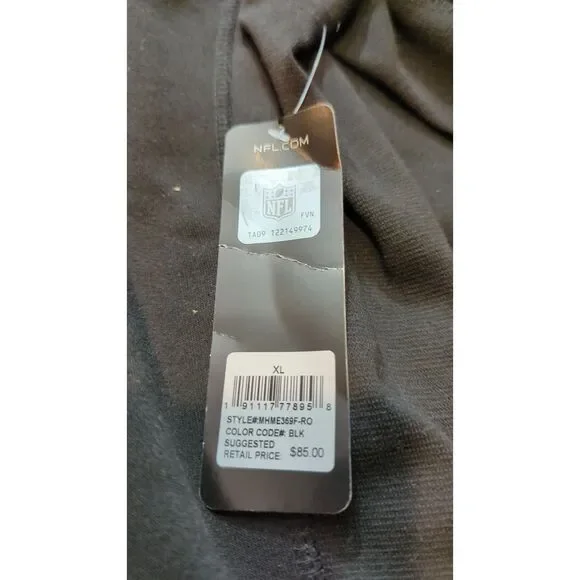 NFL.COM
NFL
FVN
TA09 122149974
XL
1 91117 77895 8
STYLE#:MHME369F-RO
COLOR CODE#: BLK
SUGGESTED
RETAIL PRICE: $85.00